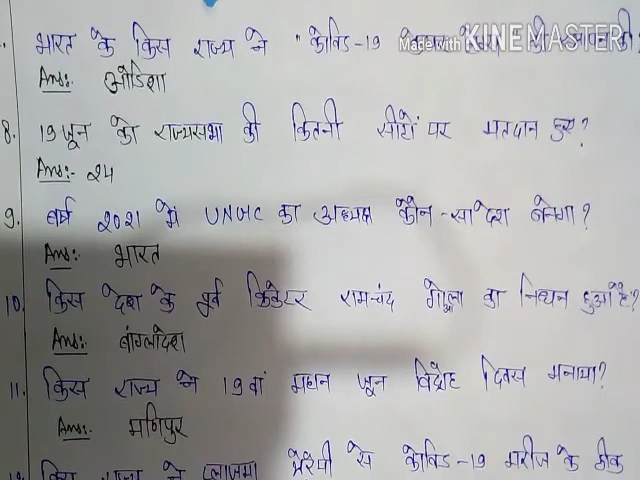 भारत के किस राज्य ने "कोविड-19 की
Made with KINEMASTER
Ans:- ओडिशा
8. 19 जून को राज्यसभा की कितनी सीटों पर मतदान हुए?
Ans:- 24
9. वर्ष 2021 में UNHC का अध्यक्ष कौन-सा देश बनेगा?
Ans:- भारत
10. किस देश के पूर्व क्रिकेटर रामचंद गोला का निधन हुआ है?
Ans:- बांग्लादेश
11. किस राज्य ने 19वां महान जून विद्रोह दिवस मनाया?
Ans:- मणिपुर
किस राज्य ने प्लाज्मा थेरेपी से कोविड-19 मरीज के ठीक